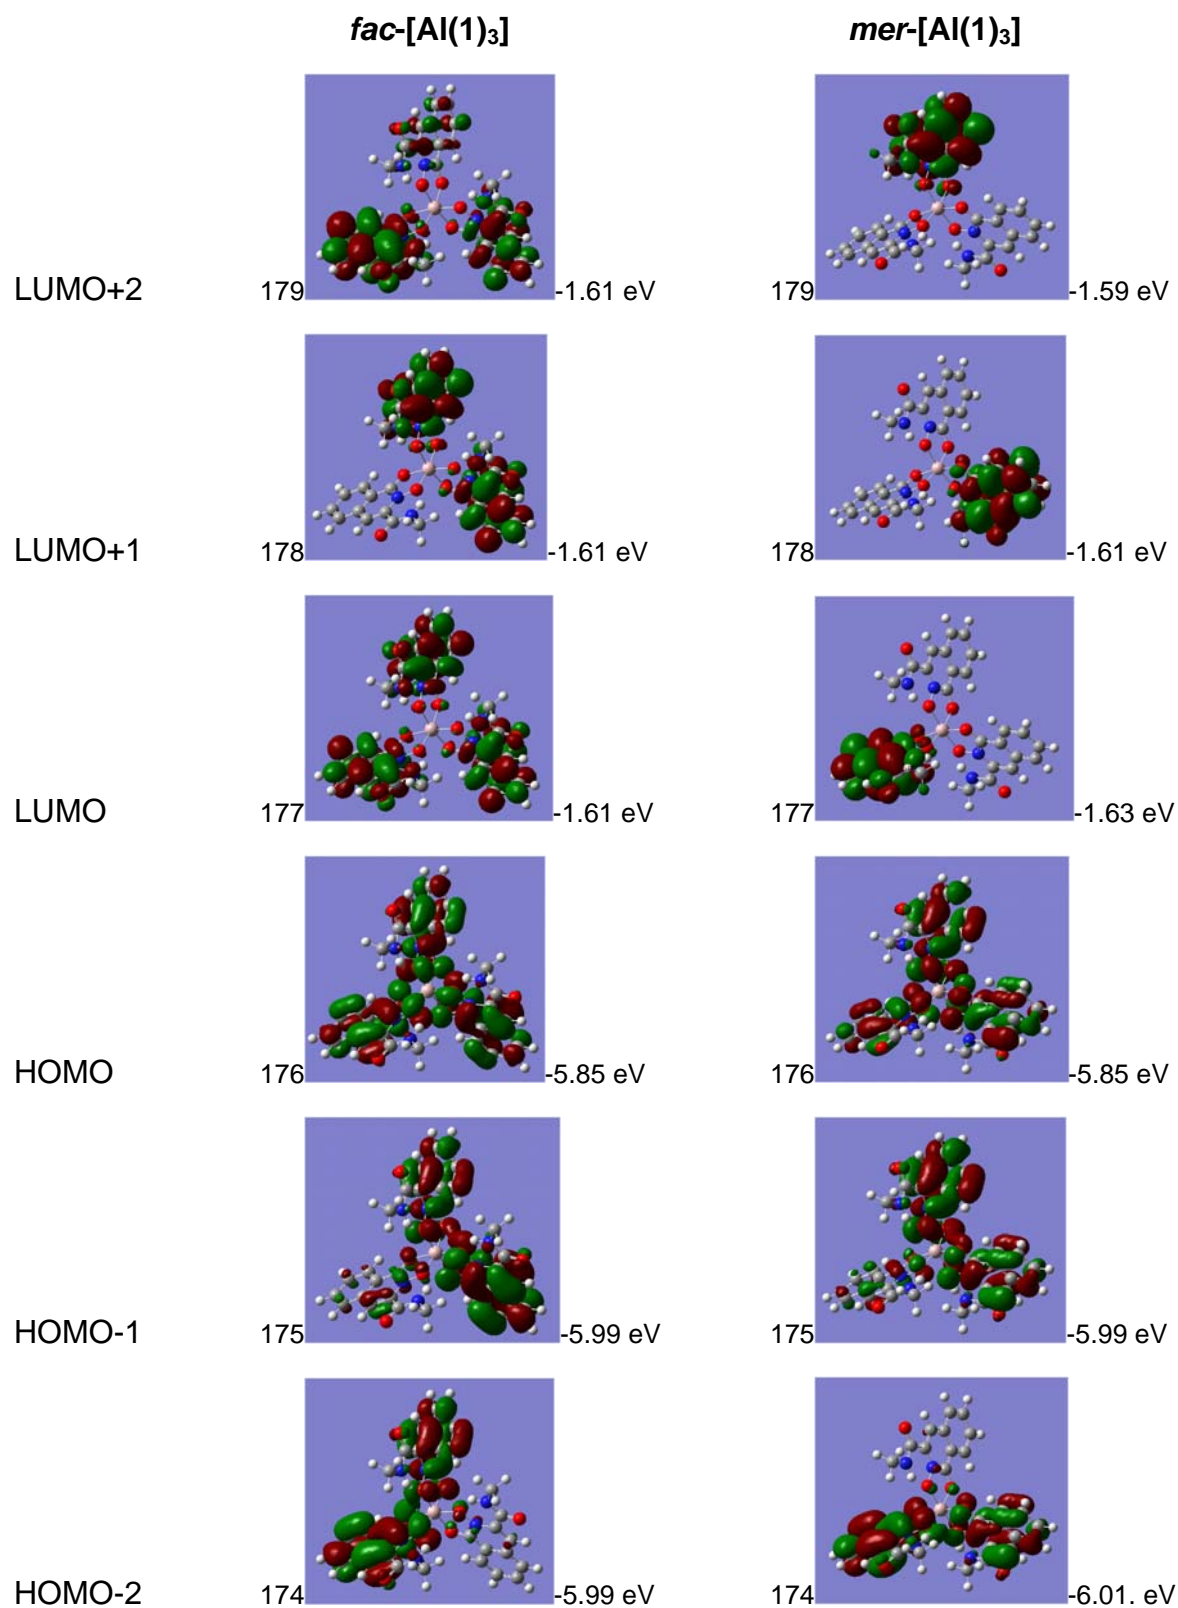 fac-[Al(1)₃] mer-[Al(1)₃]
LUMO+2 179 -1.61 eV 179 -1.59 eV
LUMO+1 178 -1.61 eV 178 -1.61 eV
LUMO 177 -1.61 eV 177 -1.63 eV
HOMO 176 -5.85 eV 176 -5.85 eV
HOMO-1 175 -5.99 eV 175 -5.99 eV
HOMO-2 174 -5.99 eV 174 -6.01. eV